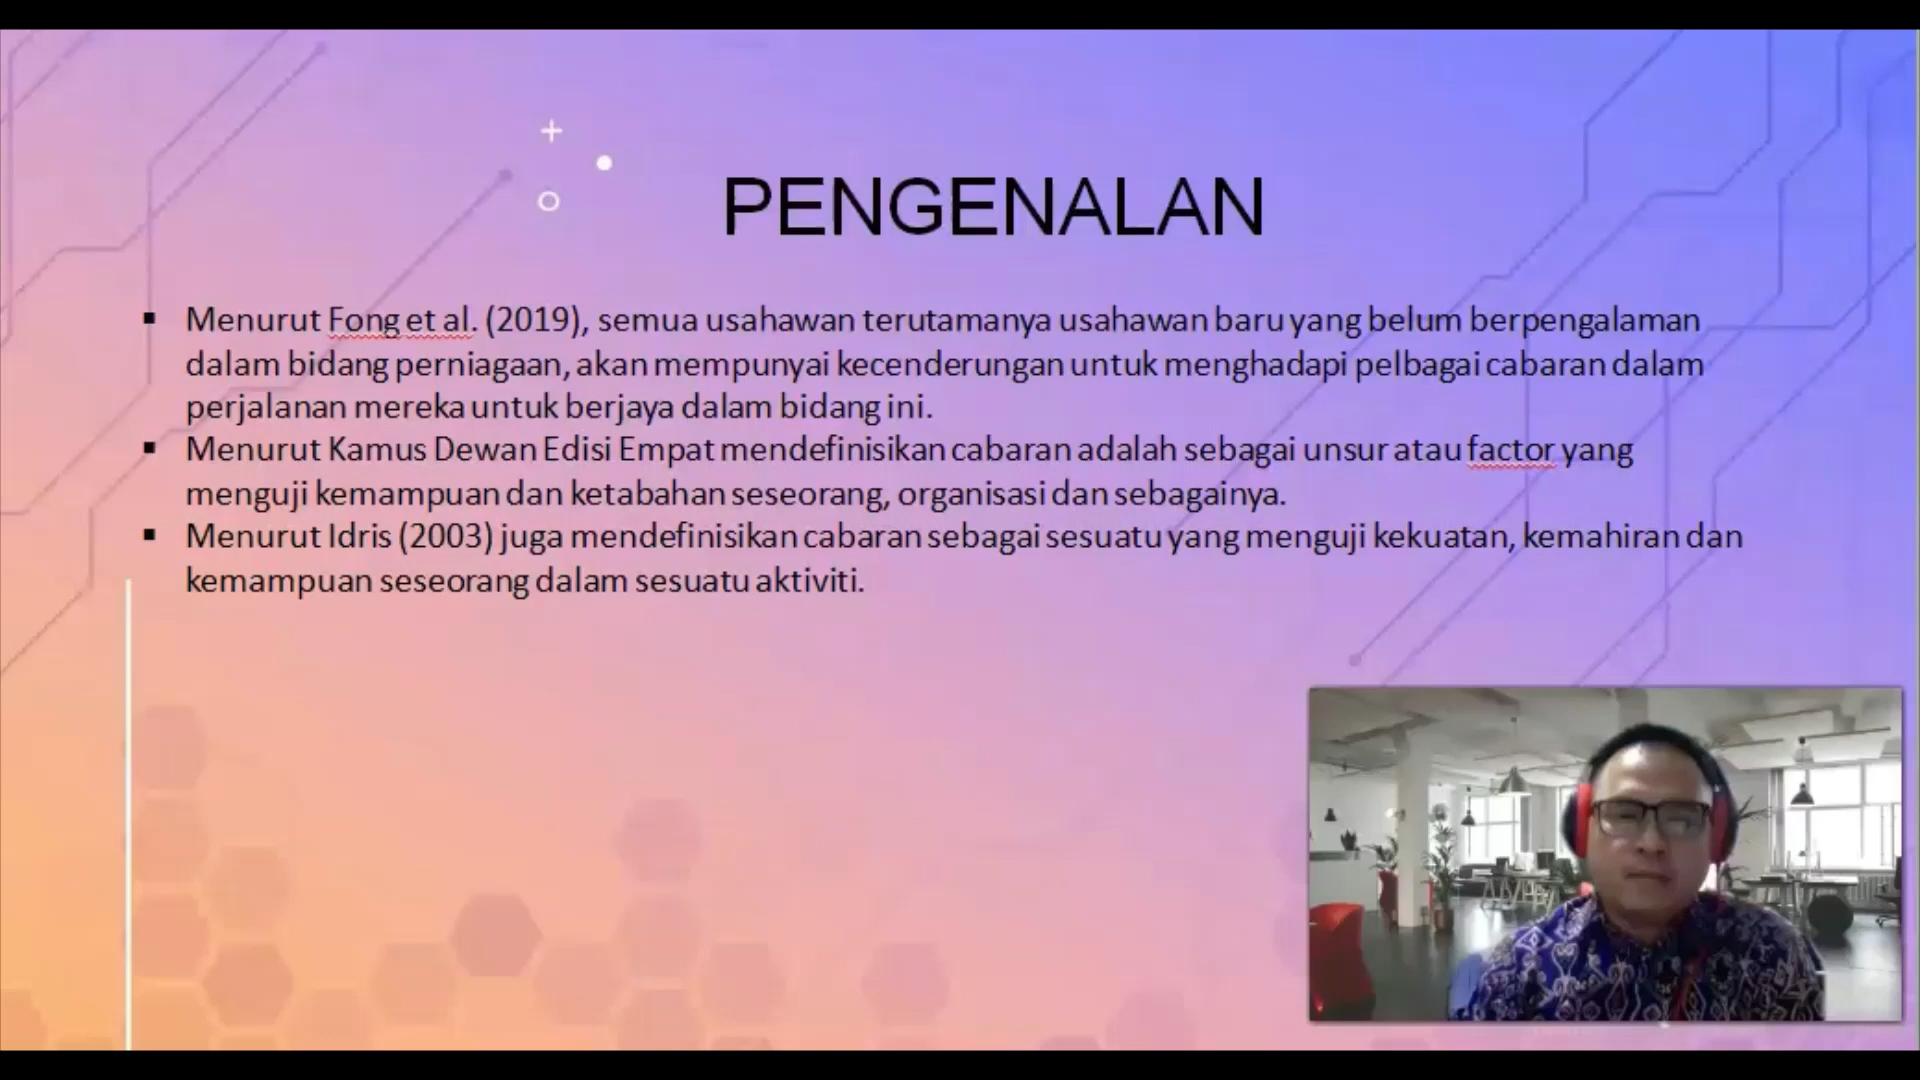 PENGENALAN
▪ Menurut Fong et al. (2019), semua usahawan terutamanya usahawan baru yang belum berpengalaman
dalam bidang perniagaan, akan mempunyai kecenderungan untuk menghadapi pelbagai cabaran dalam
perjalanan mereka untuk berjaya dalam bidang ini.
▪ Menurut Kamus Dewan Edisi Empat mendefinisikan cabaran adalah sebagai unsur atau factor yang
menguji kemampuan dan ketabahan seseorang, organisasi dan sebagainya.
▪ Menurut Idris (2003) juga mendefinisikan cabaran sebagai sesuatu yang menguji kekuatan, kemahiran dan
kemampuan seseorang dalam sesuatu aktiviti.